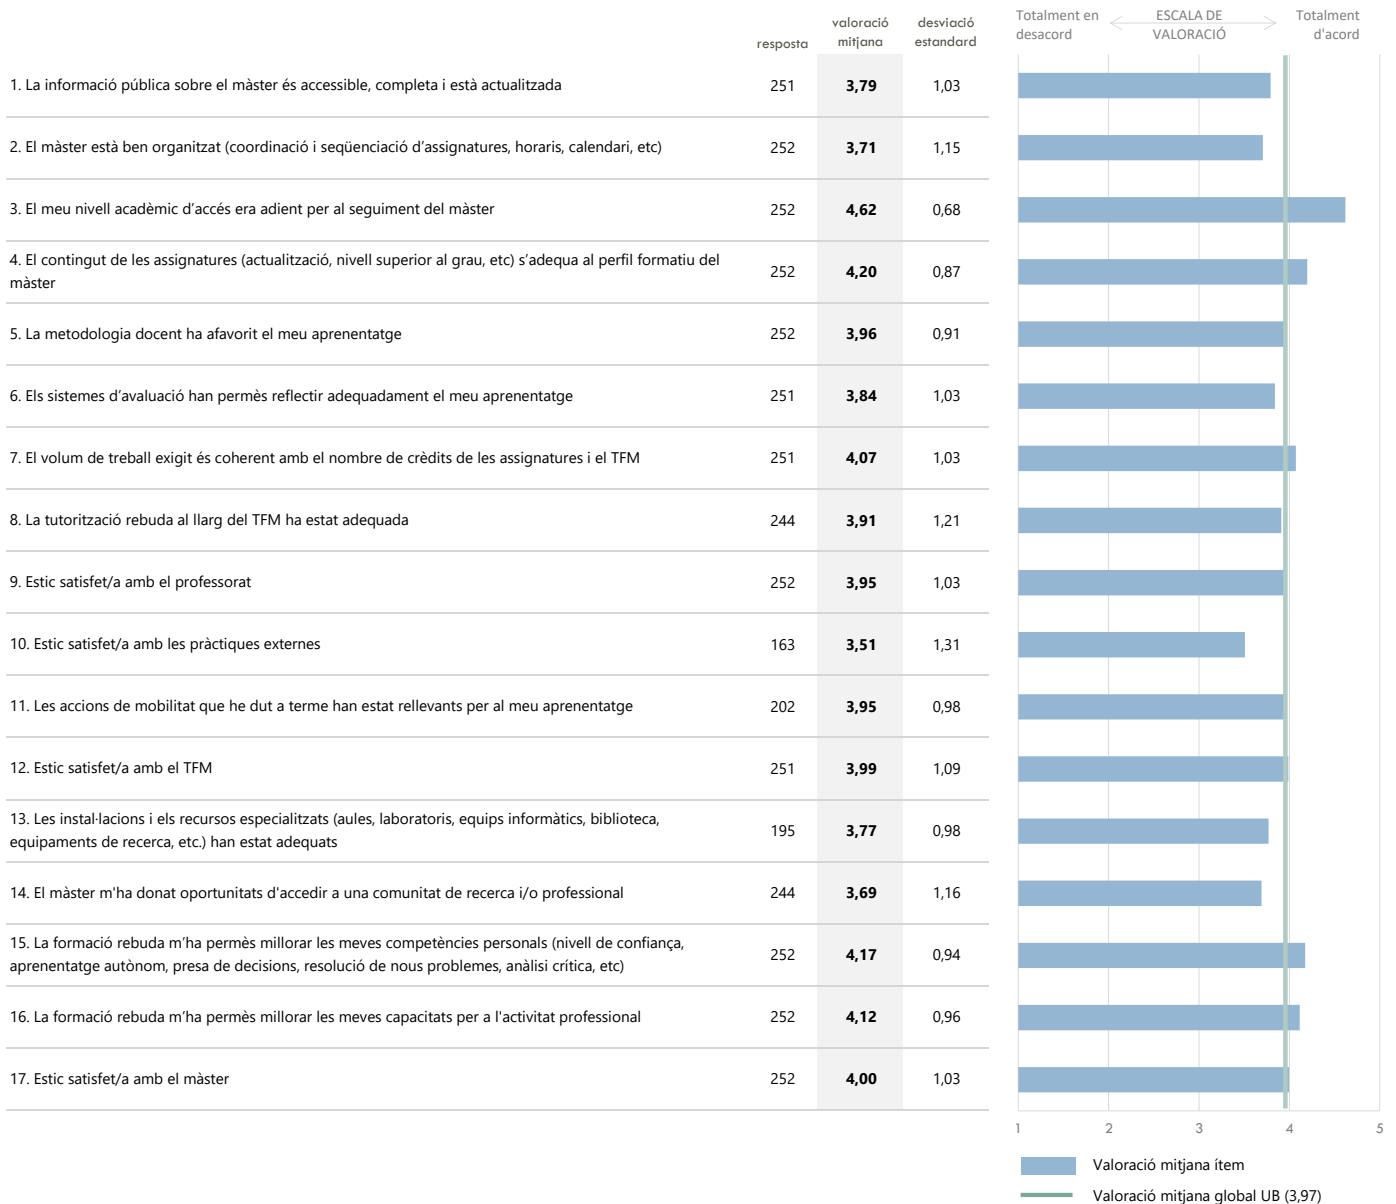 resposta
valoració
mitjana
desviació
estandard
Totalment en
desacord
ESCALA DE
VALORACIÓ
Totalment
d'acord
1. La informació pública sobre el màster és accessible, completa i està actualitzada 251 3,79 1,03
2. El màster està ben organitzat (coordinació i seqüenciació d’assignatures, horaris, calendari, etc) 252 3,71 1,15
3. El meu nivell acadèmic d’accés era adient per al seguiment del màster 252 4,62 0,68
4. El contingut de les assignatures (actualització, nivell superior al grau, etc) s’adequa al perfil formatiu del
màster 252 4,20 0,87
5. La metodologia docent ha afavorit el meu aprenentatge 252 3,96 0,91
6. Els sistemes d’avaluació han permès reflectir adequadament el meu aprenentatge 251 3,84 1,03
7. El volum de treball exigit és coherent amb el nombre de crèdits de les assignatures i el TFM 251 4,07 1,03
8. La tutorització rebuda al llarg del TFM ha estat adequada 244 3,91 1,21
9. Estic satisfet/a amb el professorat 252 3,95 1,03
10. Estic satisfet/a amb les pràctiques externes 163 3,51 1,31
11. Les accions de mobilitat que he dut a terme han estat rellevants per al meu aprenentatge 202 3,95 0,98
12. Estic satisfet/a amb el TFM 251 3,99 1,09
13. Les instal·lacions i els recursos especialitzats (aules, laboratoris, equips informàtics, biblioteca,
equipaments de recerca, etc.) han estat adequats 195 3,77 0,98
14. El màster m'ha donat oportunitats d'accedir a una comunitat de recerca i/o professional 244 3,69 1,16
15. La formació rebuda m’ha permès millorar les meves competències personals (nivell de confiança,
aprenentatge autònom, presa de decisions, resolució de nous problemes, anàlisi crítica, etc) 252 4,17 0,94
16. La formació rebuda m’ha permès millorar les meves capacitats per a l'activitat professional 252 4,12 0,96
17. Estic satisfet/a amb el màster 252 4,00 1,03
1 2 3 4 5
Valoració mitjana ítem
Valoració mitjana global UB (3,97)